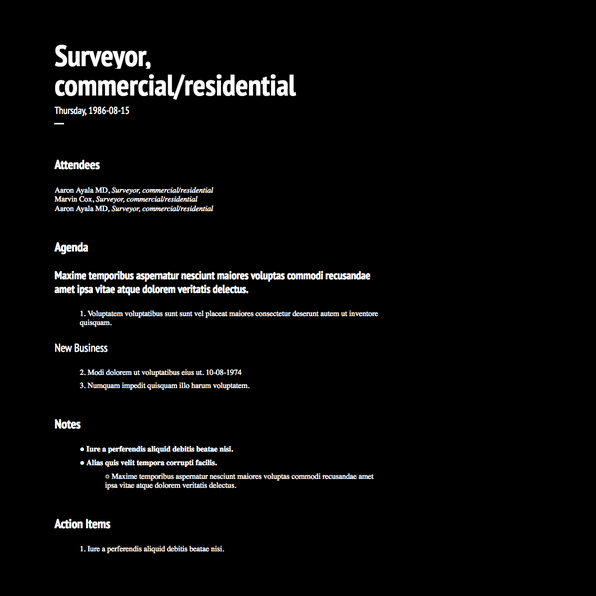 Surveyor,
commercial/residential
Thursday, 1986-08-15
Attendees
Aaron Ayala MD, Surveyor, commercial/residential
Marvin Cox, Surveyor, commercial/residential
Aaron Ayala MD, Surveyor, commercial/residential
Agenda
Maxime temporibus aspernatur nesciunt maiores voluptas commodi recusandae
amet ipsa vitae atque dolorem veritatis delectus.
1. Voluptatem voluptatibus sunt sunt vel placeat maiores consectetur deserunt autem ut inventore
quisquam.
New Business
2. Modi dolorem ut voluptatibus eius ut. 10-08-1974
3. Numquam impedit quisquam illo harum voluptatem.
Notes
● Iure a perferendis aliquid debitis beatae nisi.
● Alias quis velit tempora corrupti facilis.
○ Maxime temporibus aspernatur nesciunt maiores voluptas commodi recusandae amet
ipsa vitae atque dolorem veritatis delectus.
Action Items
1. Iure a perferendis aliquid debitis beatae nisi.